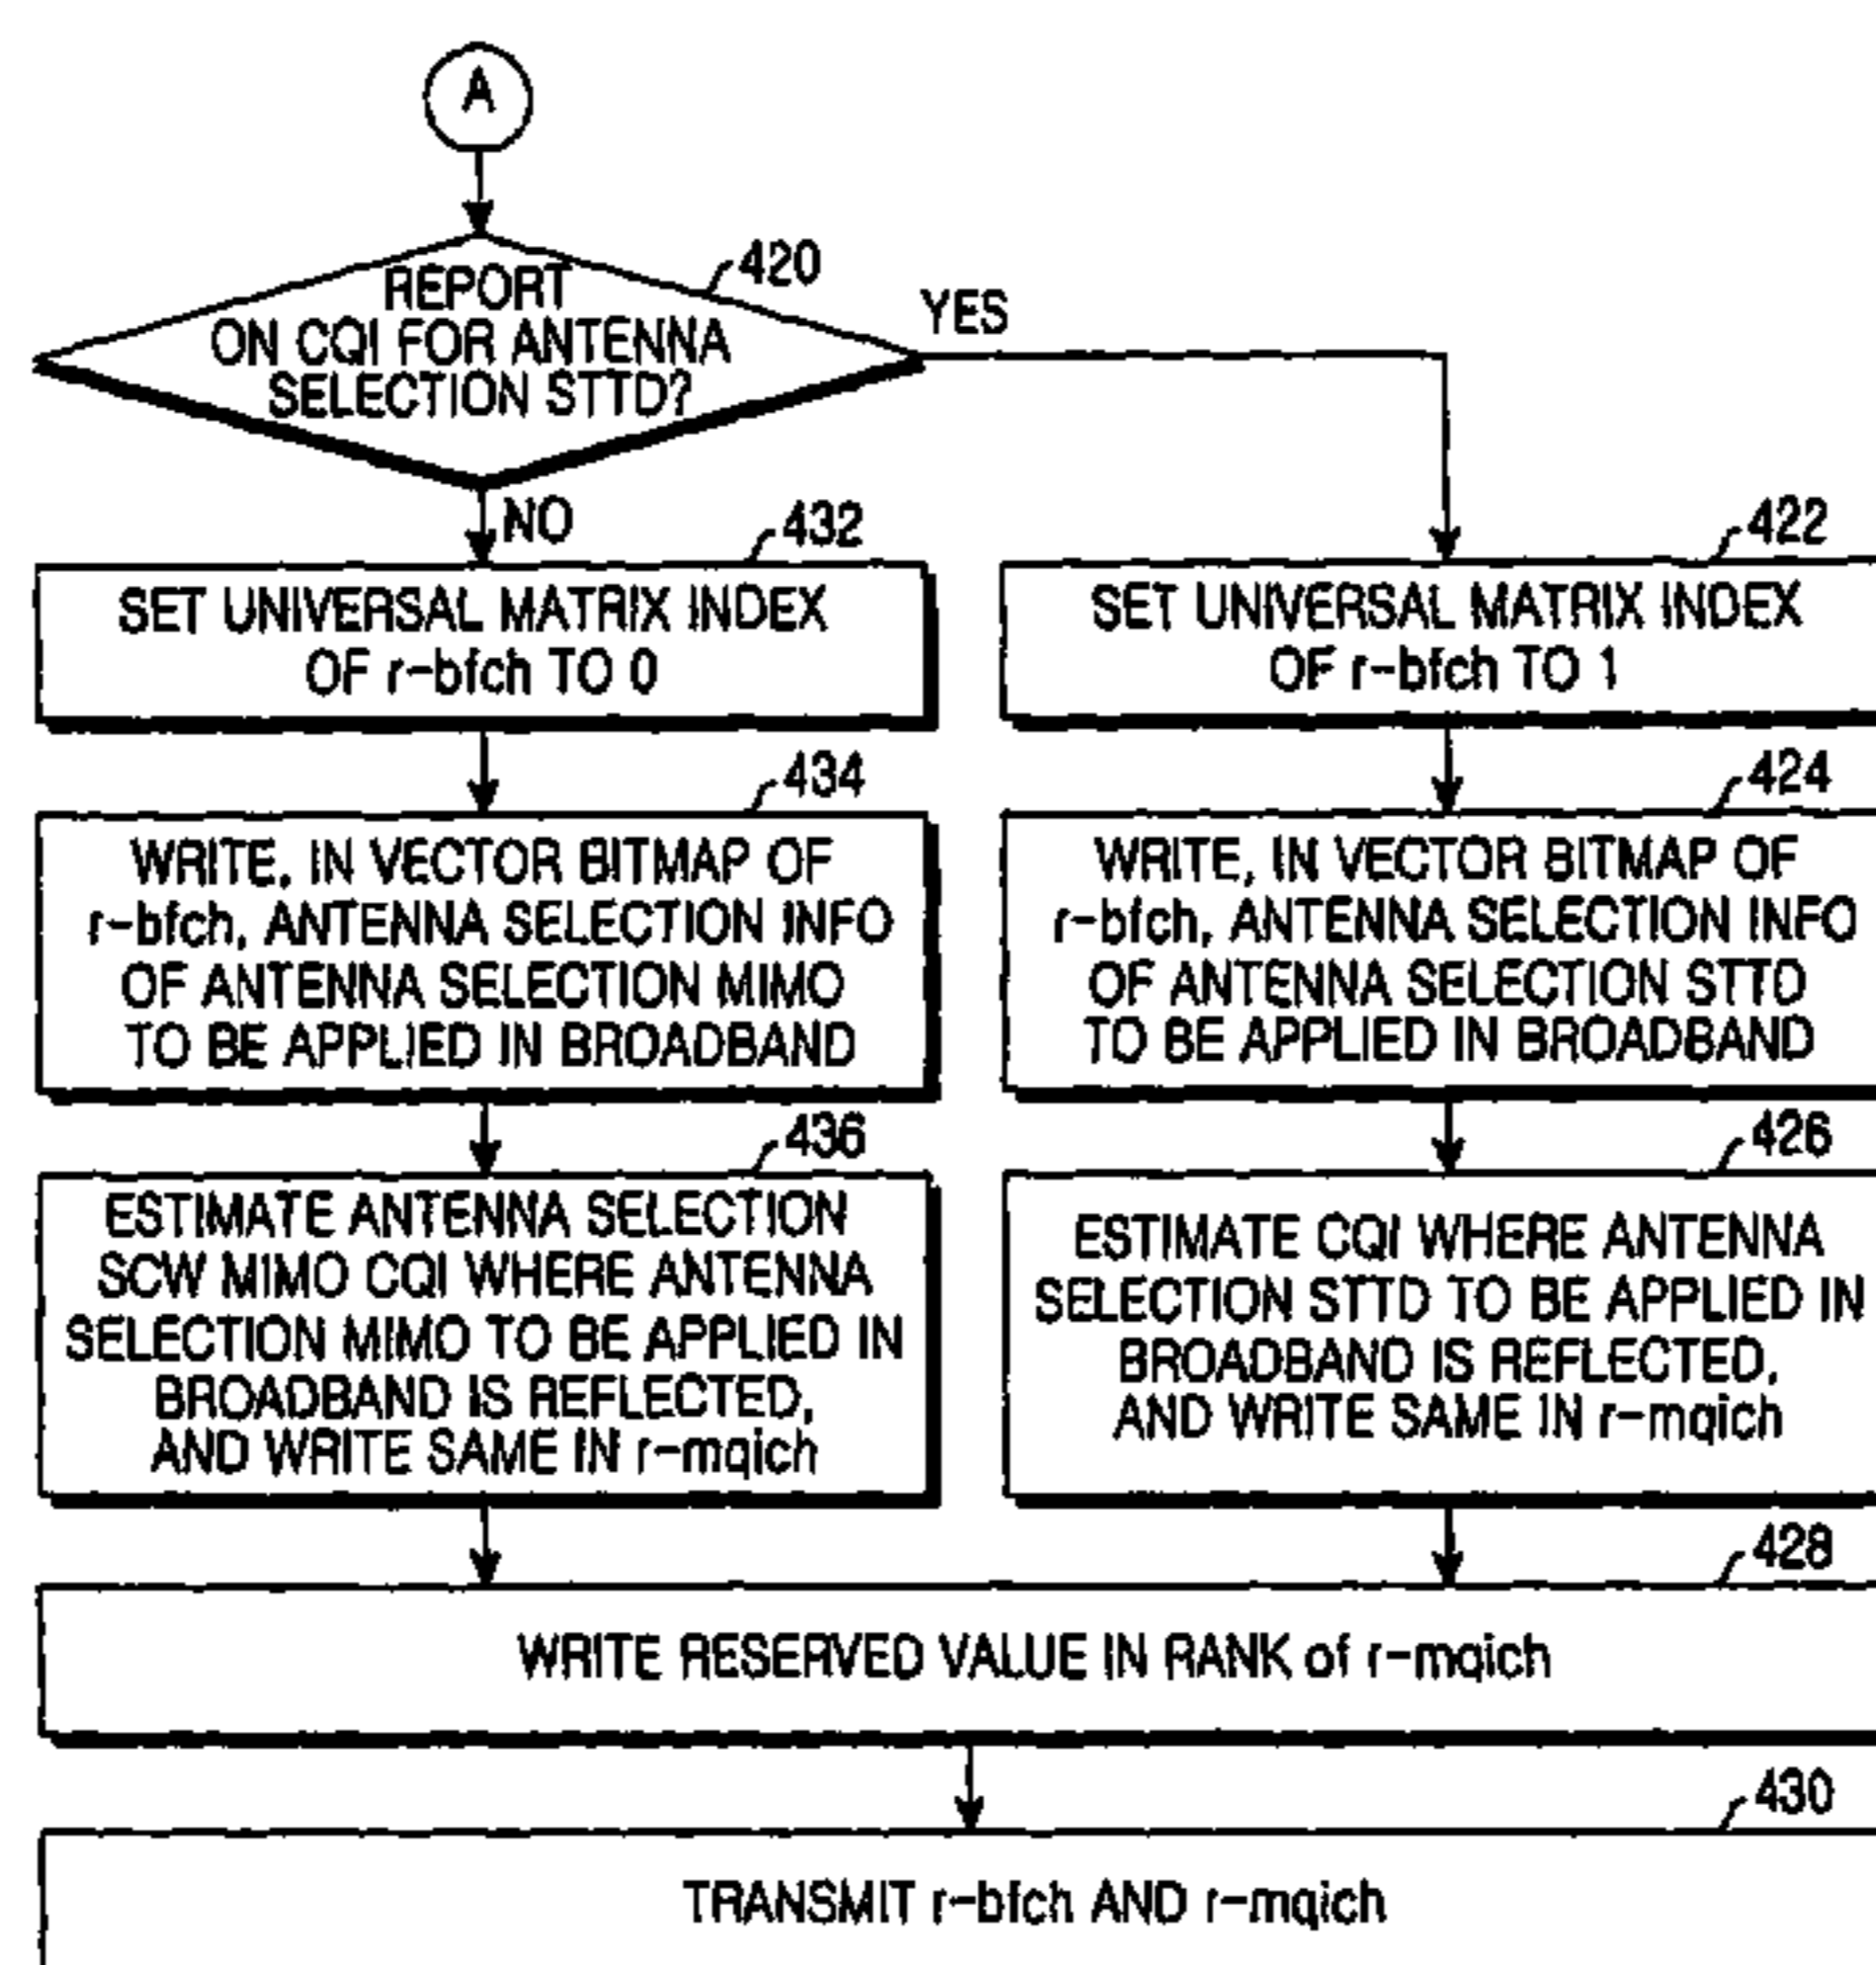 A
420
REPORT
ON CQI FOR ANTENNA
SELECTION STTD?
YES
NO
432
SET UNIVERSAL MATRIX INDEX
OF r-bfch TO 0
422
SET UNIVERSAL MATRIX INDEX
OF r-bfch TO 1
434
WRITE, IN VECTOR BITMAP OF
r-bfch, ANTENNA SELECTION INFO
OF ANTENNA SELECTION MIMO
TO BE APPLIED IN BROADBAND
424
WRITE, IN VECTOR BITMAP OF
r-bfch, ANTENNA SELECTION INFO
OF ANTENNA SELECTION STTD
TO BE APPLIED IN BROADBAND
436
ESTIMATE ANTENNA SELECTION
SCW MIMO CQI WHERE ANTENNA
SELECTION MIMO TO BE APPLIED IN
BROADBAND IS REFLECTED,
AND WRITE SAME IN r-mqich
426
ESTIMATE CQI WHERE ANTENNA
SELECTION STTD TO BE APPLIED IN
BROADBAND IS REFLECTED,
AND WRITE SAME IN r-mqich
428
WRITE RESERVED VALUE IN RANK of r-mqich
430
TRANSMIT r-bfch AND r-mqich